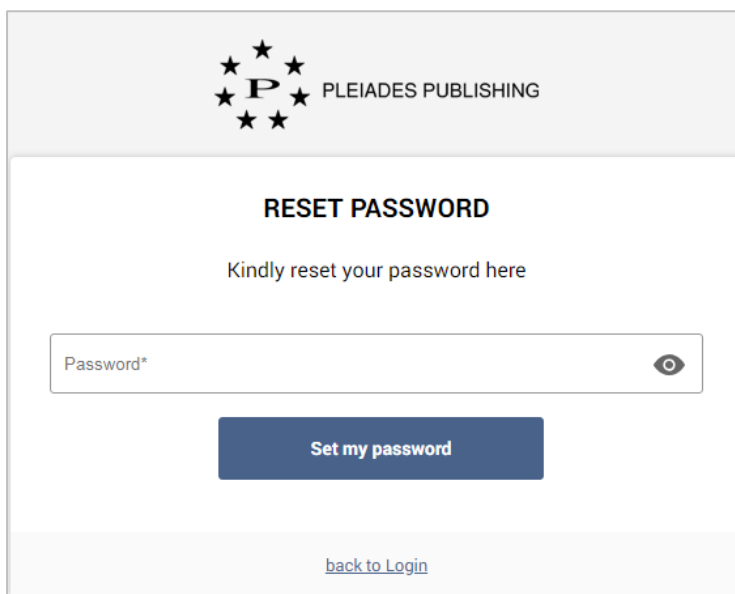 P
PLEIADES PUBLISHING
RESET PASSWORD
Kindly reset your password here
Password*
Set my password
back to Login